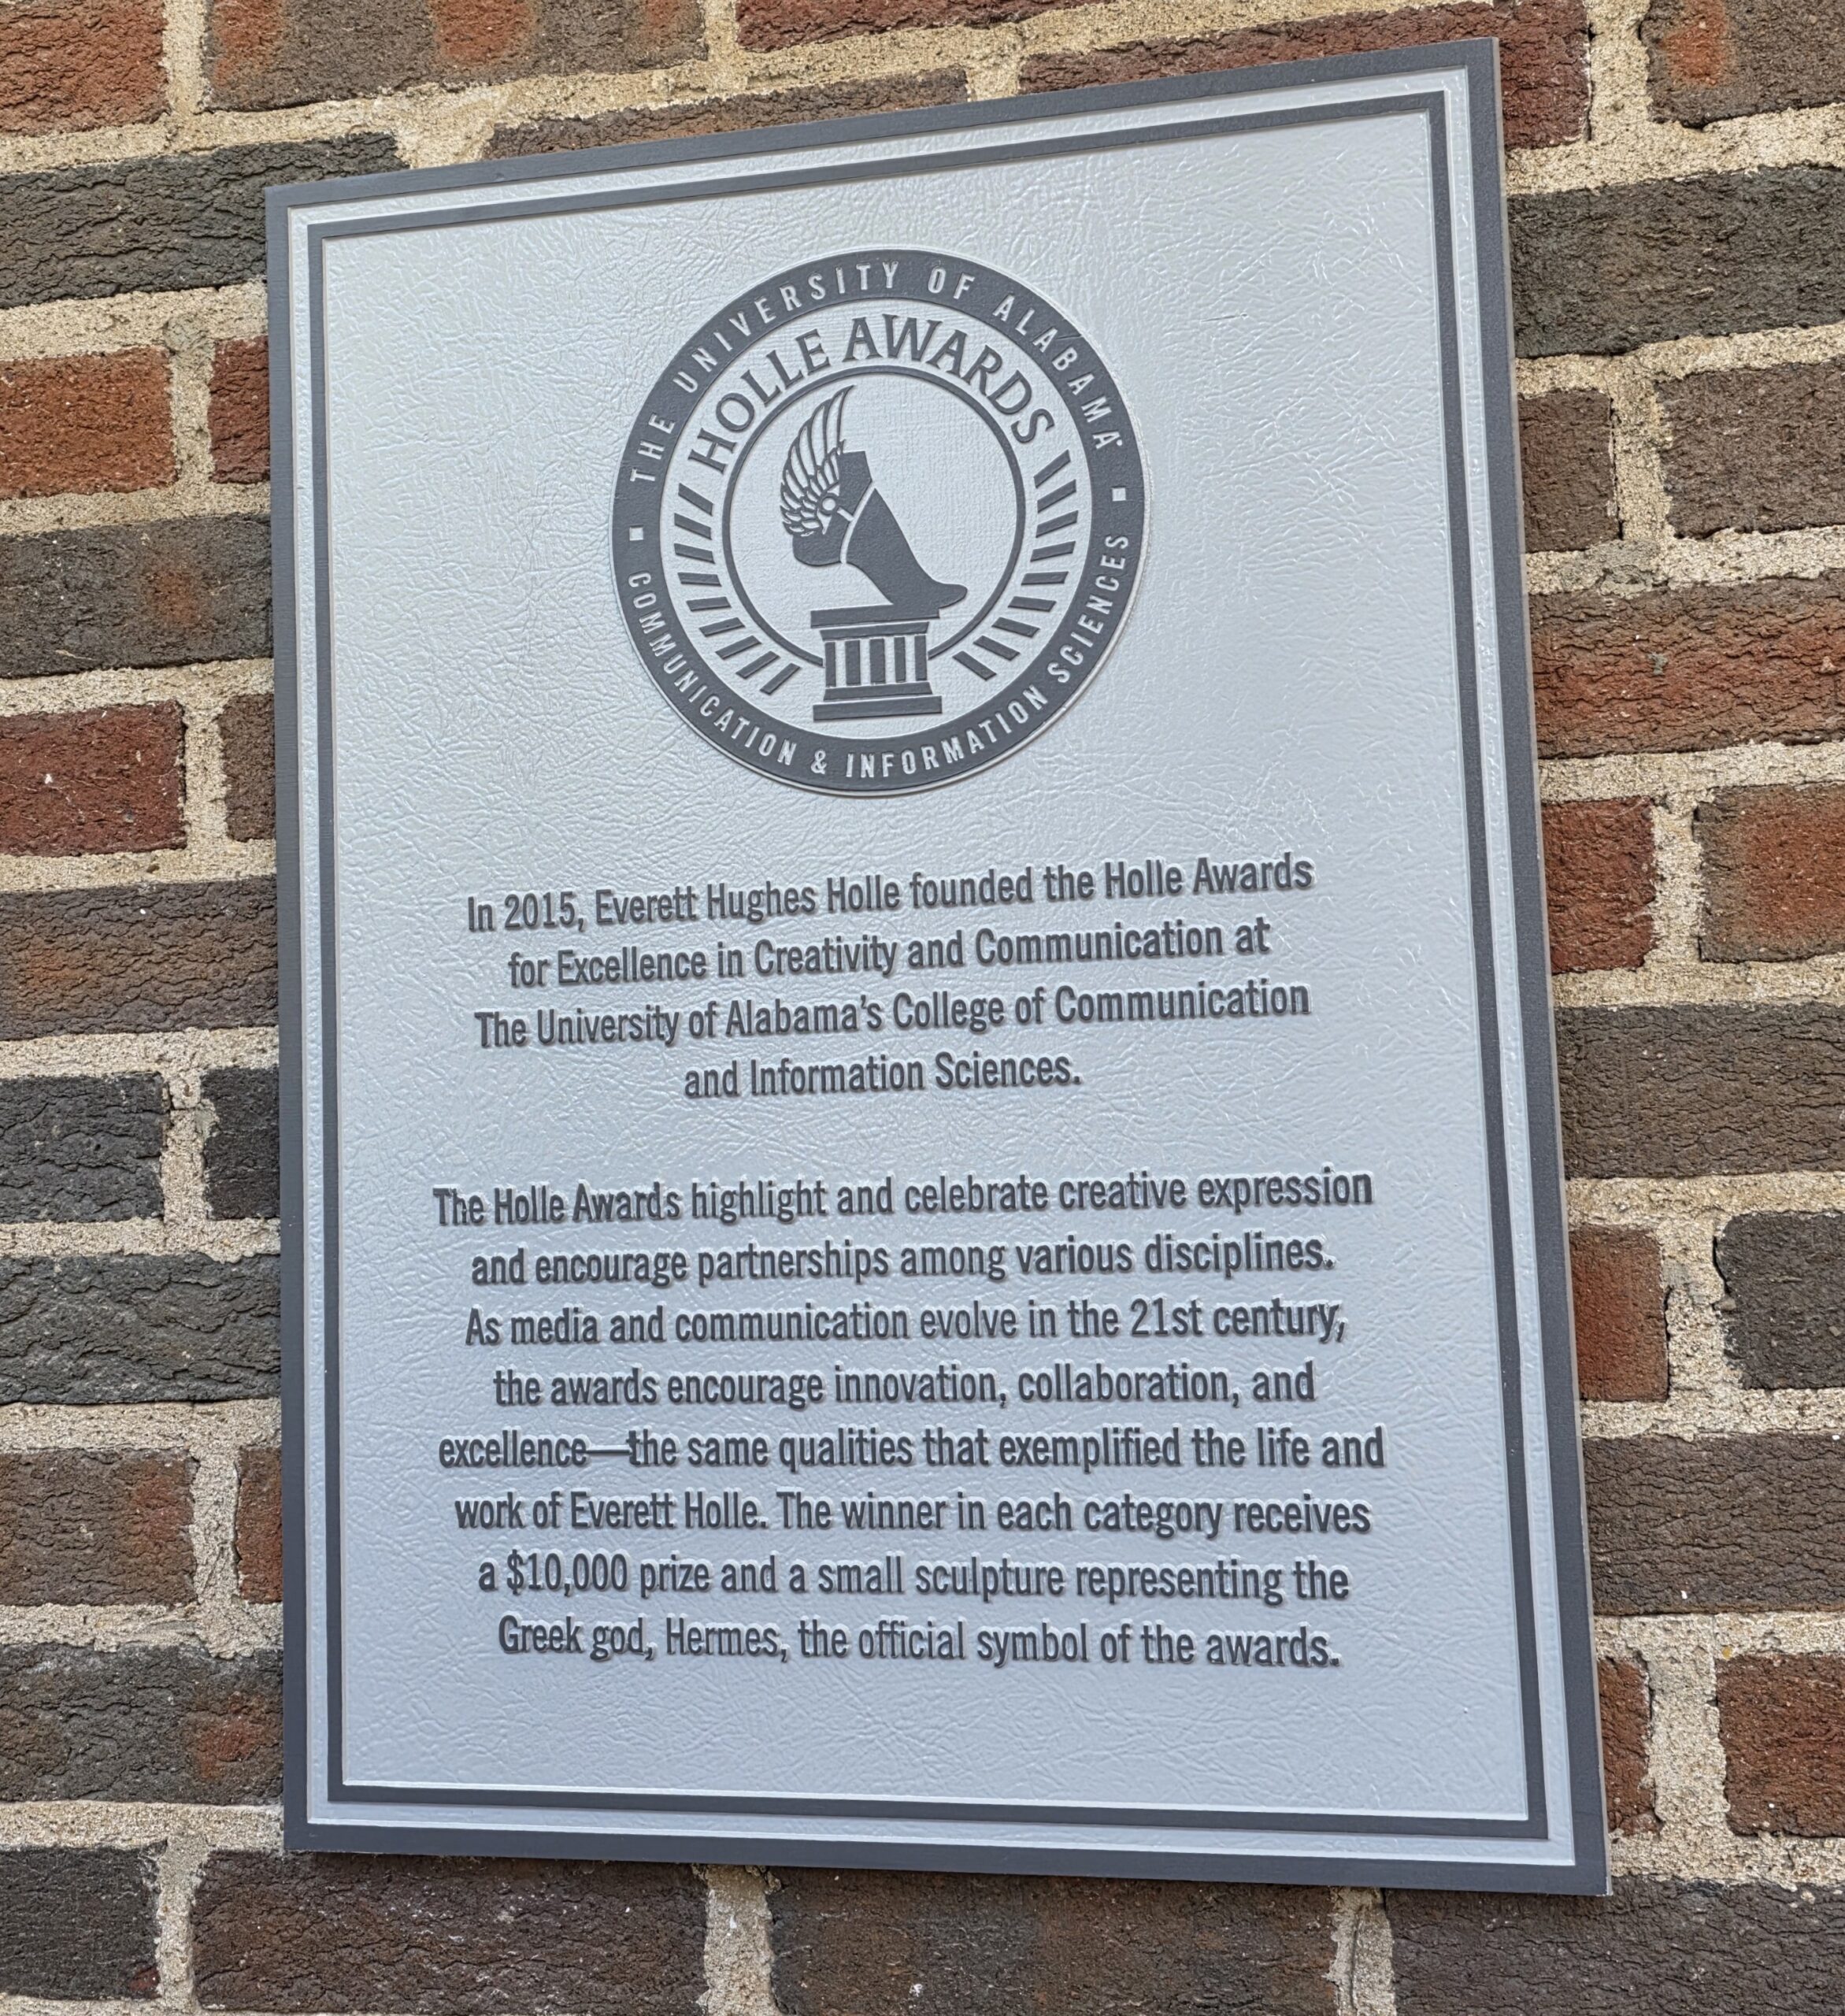 THE UNIVERSITY OF ALABAMA
HOLLE AWARDS
COMMUNICATION & INFORMATION SCIENCES
In 2015, Everett Hughes Holle founded the Holle Awards
for Excellence in Creativity and Communication at
The University of Alabama’s College of Communication
and Information Sciences.
The Holle Awards highlight and celebrate creative expression
and encourage partnerships among various disciplines.
As media and communication evolve in the 21st century,
the awards encourage innovation, collaboration, and
excellence—the same qualities that exemplified the life and
work of Everett Holle. The winner in each category receives
a $10,000 prize and a small sculpture representing the
Greek god, Hermes, the official symbol of the awards.